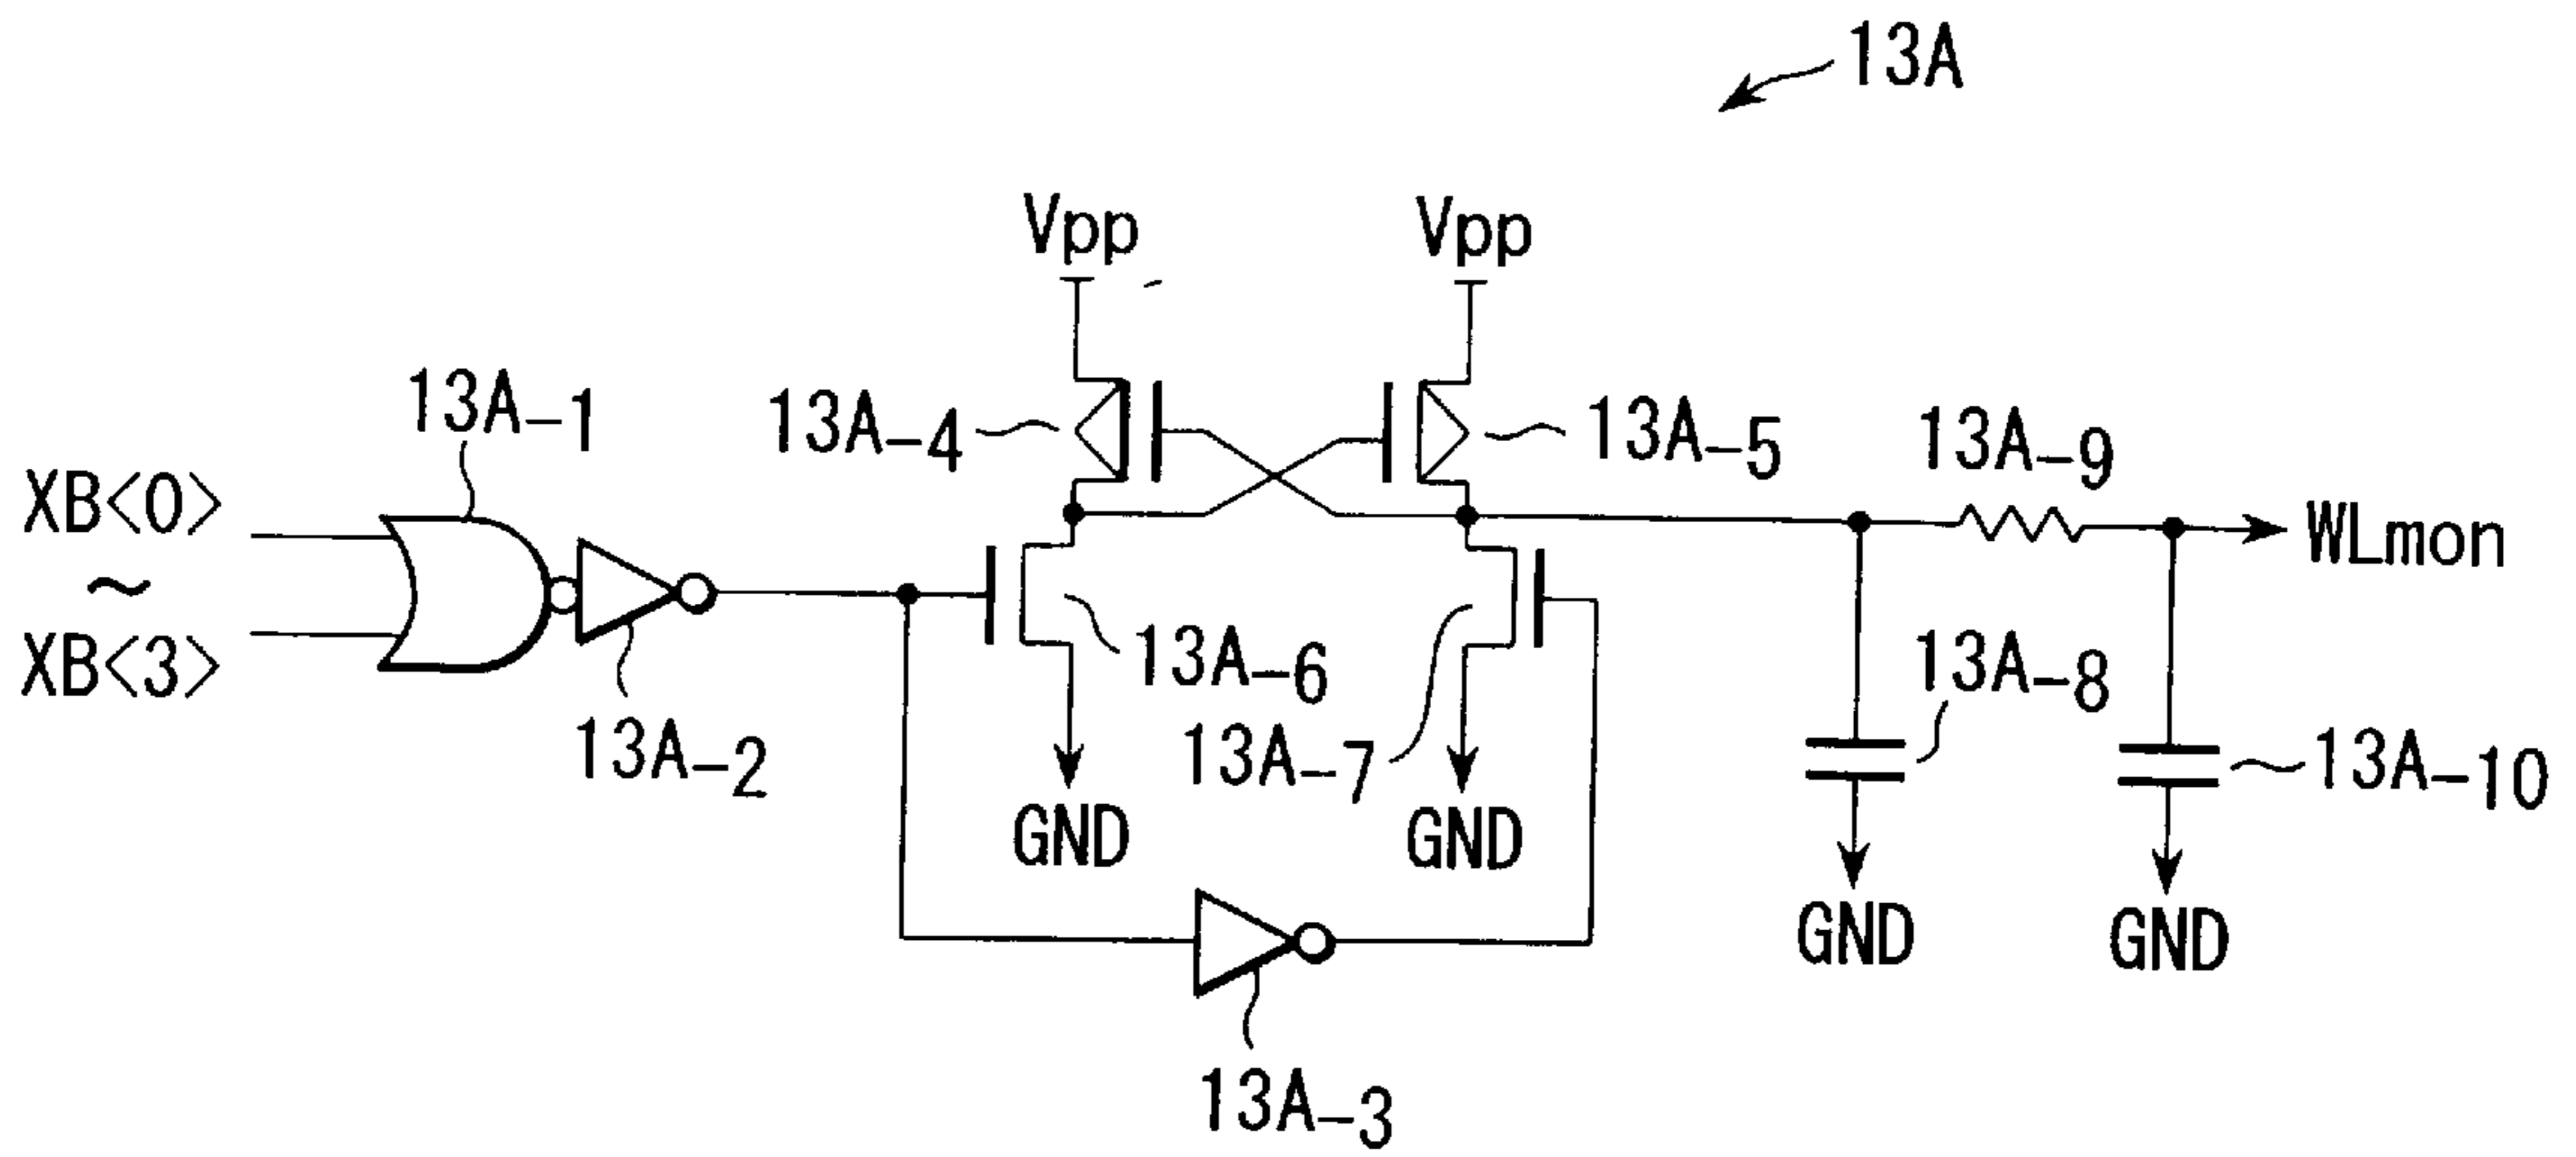 13A
Vpp
Vpp
13A-1
13A-4
13A-5
13A-9
XB<0>
~
XB<3>
WLmon
13A-2
13A-6
13A-7
13A-8
13A-10
GND
GND
GND
GND
13A-3